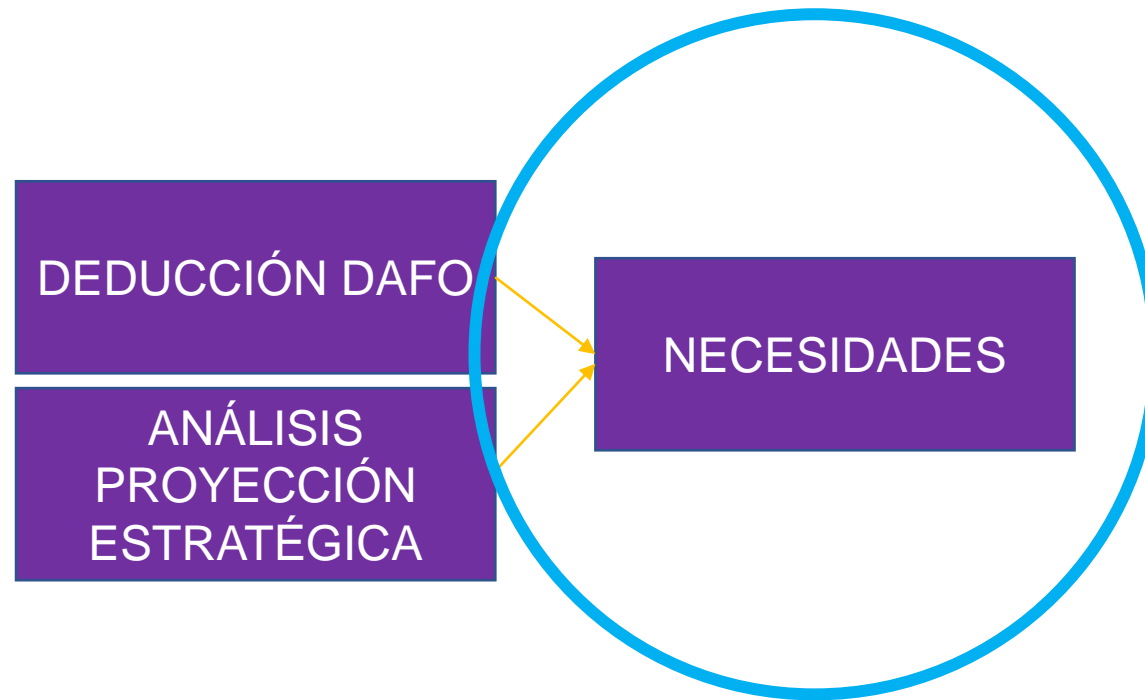 DEDUCCIÓN DAFO
ANÁLISIS
PROYECCIÓN
ESTRATÉGICA
NECESIDADES